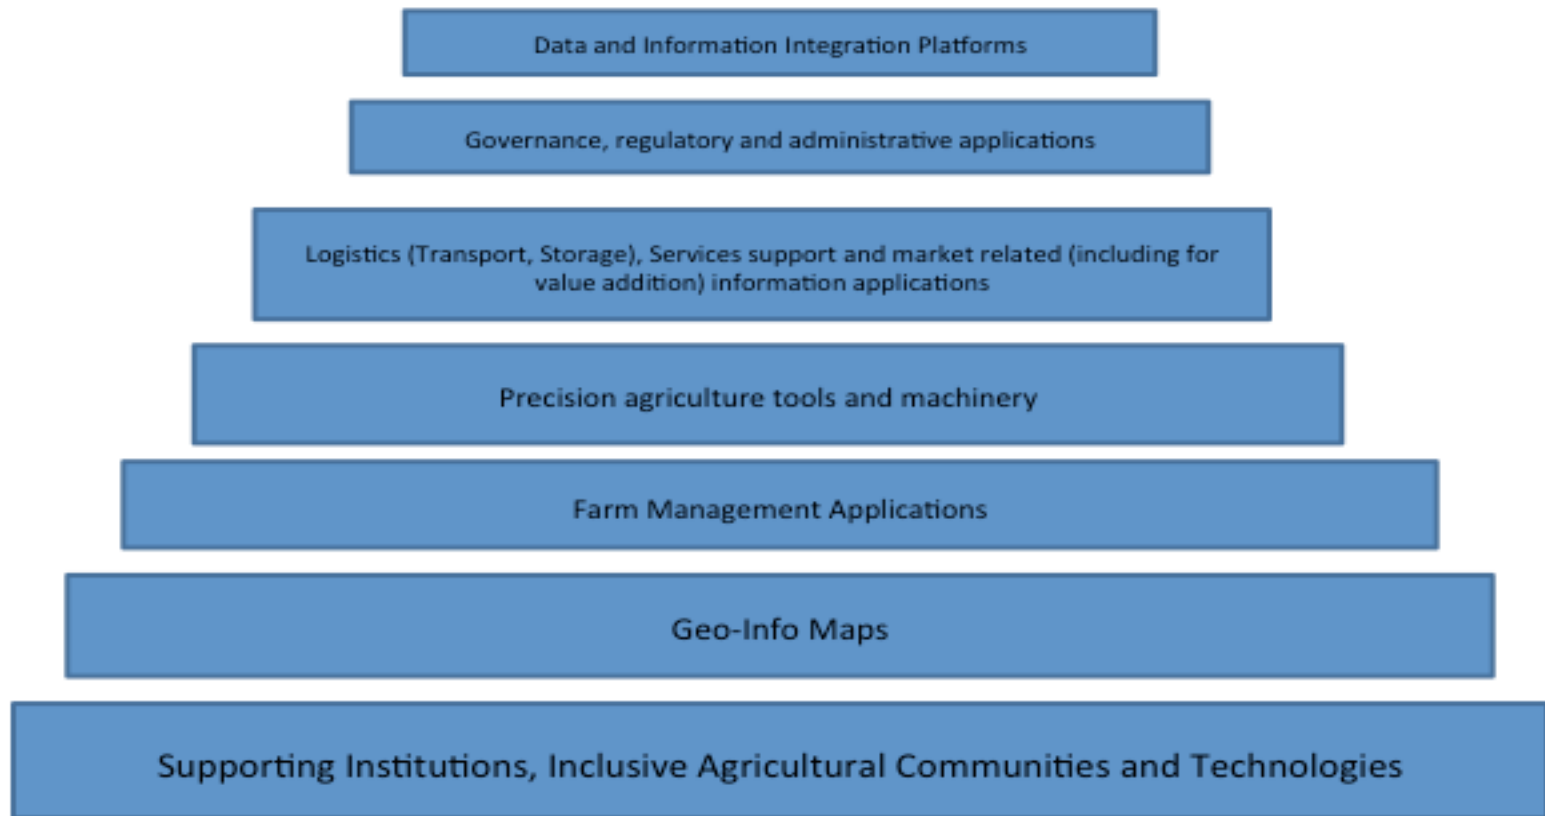 Data and Information Integration Platforms
Governance, regulatory and administrative applications
Logistics (Transport, Storage), Services support and market related (including for
value addition) information applications
Precision agriculture tools and machinery
Farm Management Applications
Geo-Info Maps
Supporting Institutions, Inclusive Agricultural Communities and Technologies